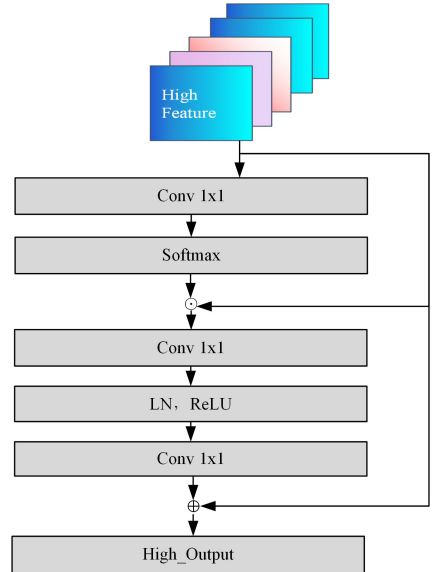 High
Feature
Conv 1x1
Softmax
Conv 1x1
LN，ReLU
Conv 1x1
High_Output